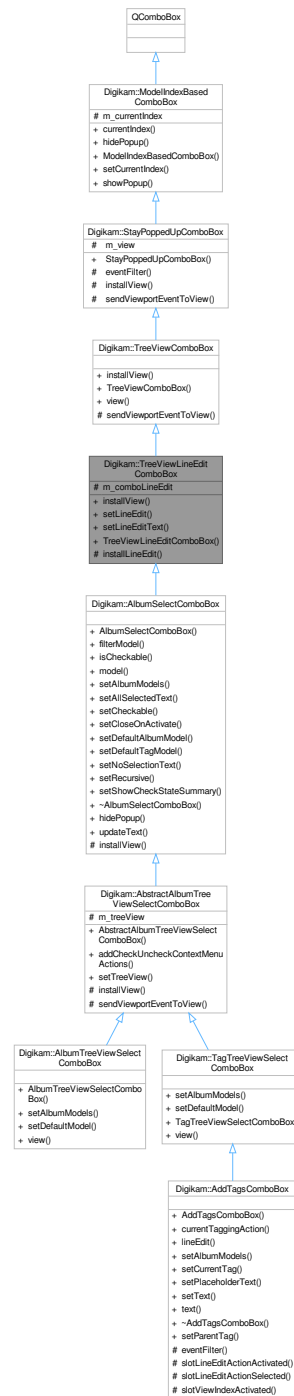 QComboBox
Digikam::ModelIndexBased
ComboBox
# m_currentIndex
+ currentIndex()
+ hidePopup()
+ ModelIndexBasedComboBox()
+ setCurrentIndex()
+ showPopup()
Digikam::StayPoppedUpComboBox
# m_view
+ StayPoppedUpComboBox()
# eventFilter()
# installView()
# sendViewportEventToView()
Digikam::TreeViewComboBox
+ installView()
+ TreeViewComboBox()
+ view()
# sendViewportEventToView()
Digikam::TreeViewLineEdit
ComboBox
# m_comboLineEdit
+ installView()
+ setLineEdit()
+ setLineEditText()
+ TreeViewLineEditComboBox()
# installLineEdit()
Digikam::AlbumSelectComboBox
+ AlbumSelectComboBox()
+ filterModel()
+ isCheckable()
+ model()
+ setAlbumModels()
+ setAllSelectedText()
+ setCheckable()
+ setCloseOnActivate()
+ setDefaultAlbumModel()
+ setDefaultTagModel()
+ setNoSelectionText()
+ setRecursive()
+ setShowCheckStateSummary()
+ ~AlbumSelectComboBox()
+ hidePopup()
+ updateText()
# installView()
Digikam::AbstractAlbumTree
ViewSelectComboBox
# m_treeView
+ AbstractAlbumTreeViewSelect
ComboBox()
+ addCheckUncheckContextMenu
Actions()
+ setTreeView()
# installView()
# sendViewportEventToView()
Digikam::AlbumTreeViewSelect
ComboBox
+ AlbumTreeViewSelectCombo
Box()
+ setAlbumModels()
+ setDefaultModel()
+ view()
Digikam::TagTreeViewSelect
ComboBox
+ setAlbumModels()
+ setDefaultModel()
+ TagTreeViewSelectComboBox()
+ view()
Digikam::AddTagsComboBox
+ AddTagsComboBox()
+ currentTaggingAction()
+ lineEdit()
+ setAlbumModels()
+ setCurrentTag()
+ setPlaceholderText()
+ setText()
+ text()
+ ~AddTagsComboBox()
+ setParentTag()
# eventFilter()
# slotLineEditActionActivated()
# slotLineEditActionSelected()
# slotViewIndexActivated()